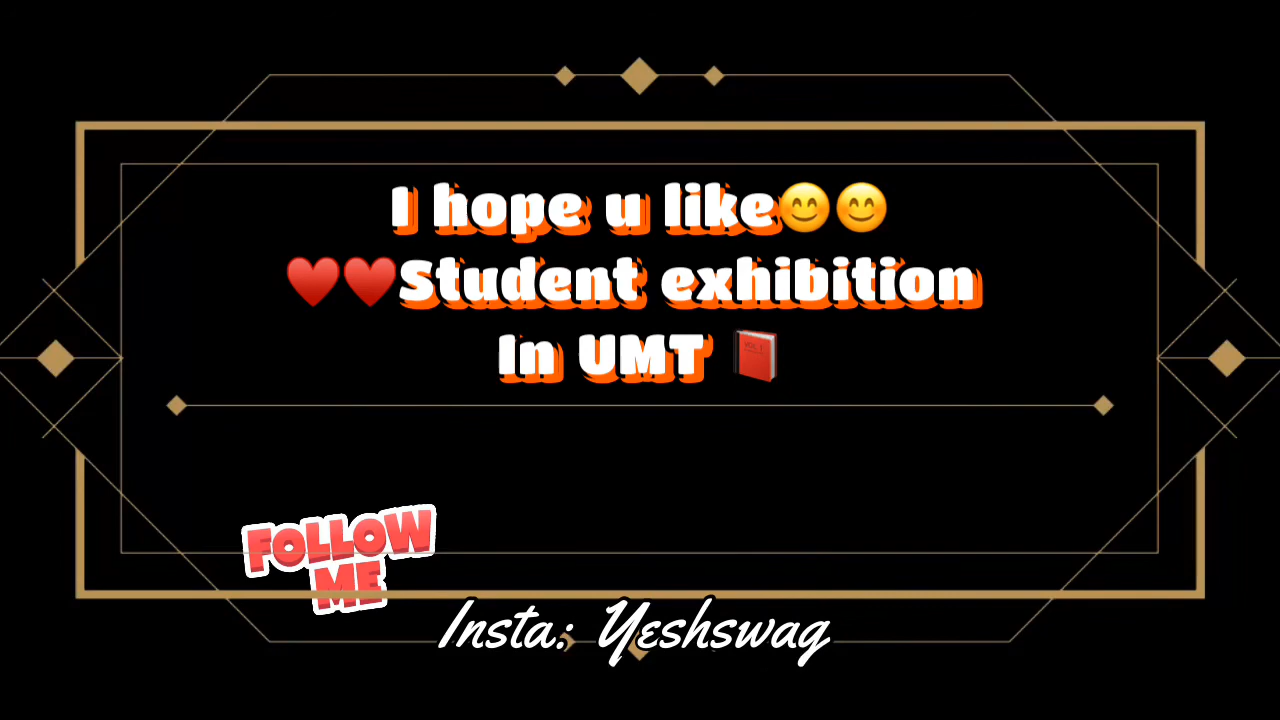 I hope u like😊😊
♥️♥️Student exhibition
In UMT 📕
FOLLOW
ME
Insta: Yeshswag